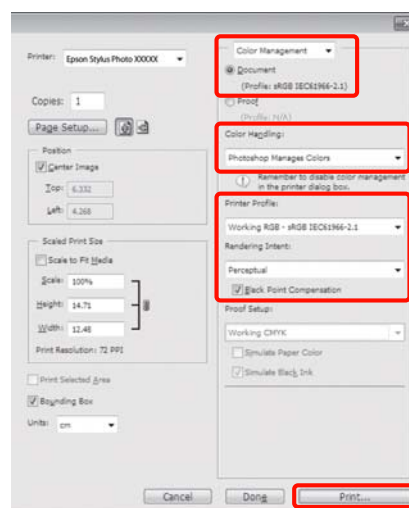 Printer: Epson Stylus Photo XXXXX
Copies: 1
Page Setup...
Position
Center Image
Top: 6.332
Left: 4.268
Scaled Print Size
Scale to Fit Media
Scale: 100%
Height: 14.71
Width: 12.48
Print Resolution: 72 PPI
Print Selected Area
Bounding Box
Units: cm
Color Management
Document
(Profile: sRGB IEC61966-2.1)
Proof
(Profile: N/A)
Color Handling:
Photoshop Manages Colors
Remember to disable color management
in the printer dialog box.
Printer Profile:
Working RGB - sRGB IEC61966-2.1
Rendering Intent:
Perceptual
Black Point Compensation
Proof Setup:
Working CMYK
Simulate Paper Color
Simulate Black Ink
Cancel
Done
Print...